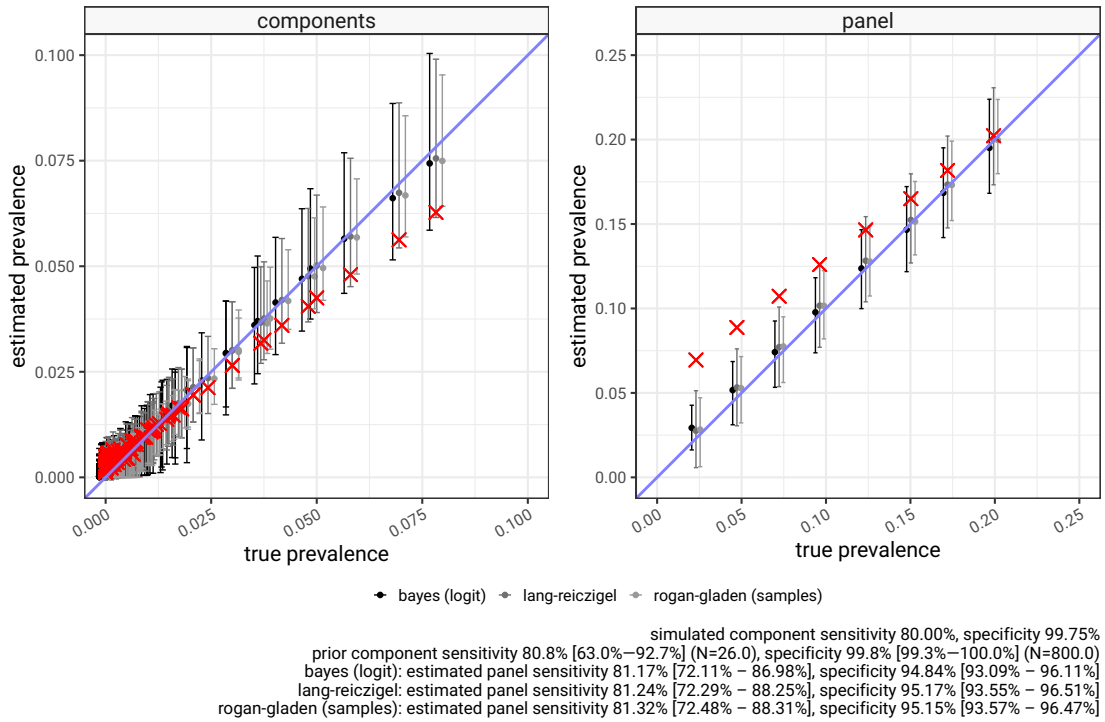 components
panel
estimated prevalence
0.100
0.075
0.050
0.025
0.000
0.000
0.025
0.050
0.075
0.100
true prevalence
estimated prevalence
0.25
0.20
0.15
0.10
0.05
0.00
0.00
0.05
0.10
0.15
0.20
0.25
true prevalence
bayes (logit) lang-reiczigel rogan-gladen (samples)
simulated component sensitivity 80.00%, specificity 99.75%
prior component sensitivity 80.8% [63.0%—92.7%] (N=26.0), specificity 99.8% [99.3%—100.0%] (N=800.0)
bayes (logit): estimated panel sensitivity 81.17% [72.11% – 86.98%], specificity 94.84% [93.09% – 96.11%]
lang-reiczigel: estimated panel sensitivity 81.24% [72.29% – 88.25%], specificity 95.17% [93.55% – 96.51%]
rogan-gladen (samples): estimated panel sensitivity 81.32% [72.48% – 88.31%], specificity 95.15% [93.57% – 96.47%]